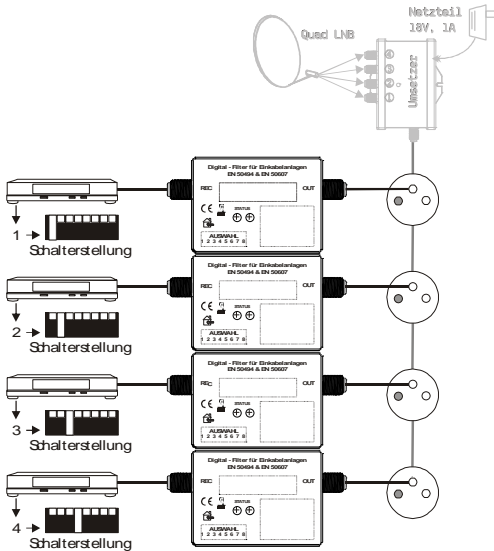 Netzteil
18V, 1A
Quad LNB
4
3
2
1
Umsetzer
Digital - Filter für Einkabelanlagen
EN 50494 & EN 50607
REC
OUT
STATUS
CE
AUSWAHL
1 2 3 4 5 6 7 8
1
Schalterstellung
Digital - Filter für Einkabelanlagen
EN 50494 & EN 50607
REC
OUT
STATUS
CE
AUSWAHL
1 2 3 4 5 6 7 8
2
Schalterstellung
Digital - Filter für Einkabelanlagen
EN 50494 & EN 50607
REC
OUT
STATUS
CE
AUSWAHL
1 2 3 4 5 6 7 8
3
Schalterstellung
Digital - Filter für Einkabelanlagen
EN 50494 & EN 50607
REC
OUT
STATUS
CE
AUSWAHL
1 2 3 4 5 6 7 8
4
Schalterstellung